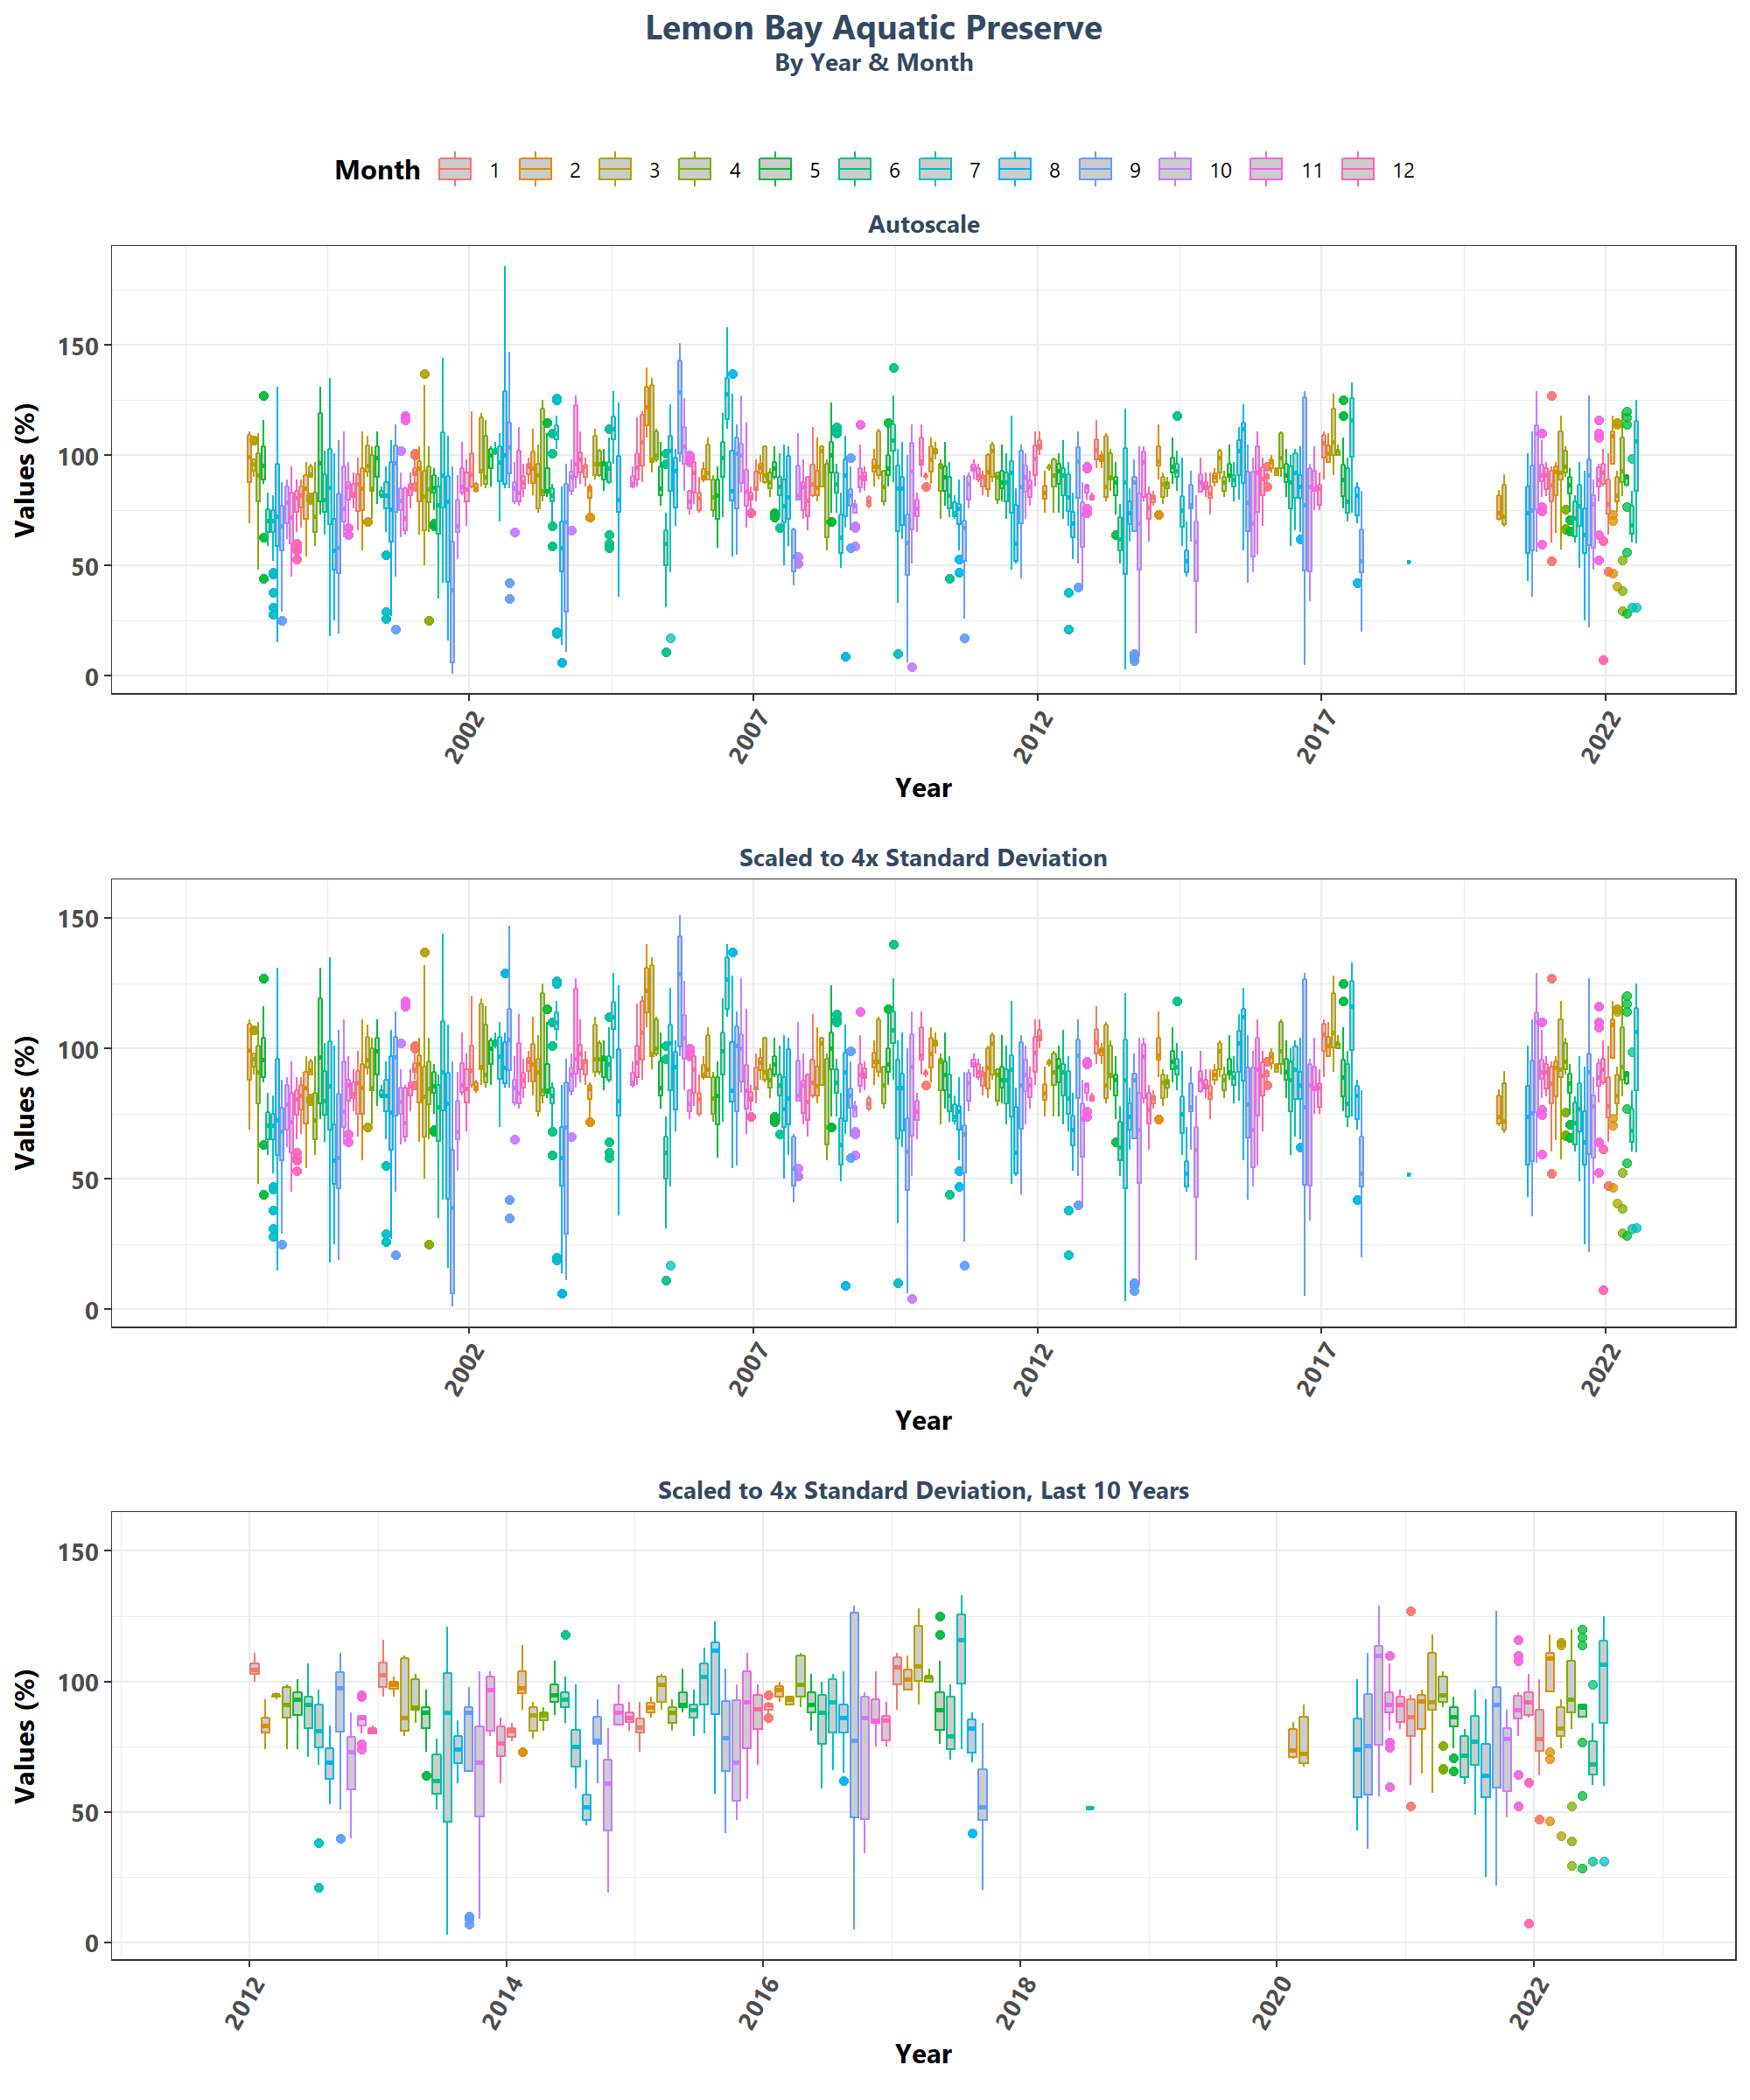 Lemon Bay Aquatic Preserve
By Year & Month
Month 1 2 3 4 5 6 7 8 9 10 11 12
Autoscale
Values (%)
150
100
50
0
2002 2007 2012 2017 2022
Year
Scaled to 4x Standard Deviation
Values (%)
150
100
50
0
2002 2007 2012 2017 2022
Year
Scaled to 4x Standard Deviation, Last 10 Years
Values (%)
150
100
50
0
2012 2014 2016 2018 2020 2022
Year